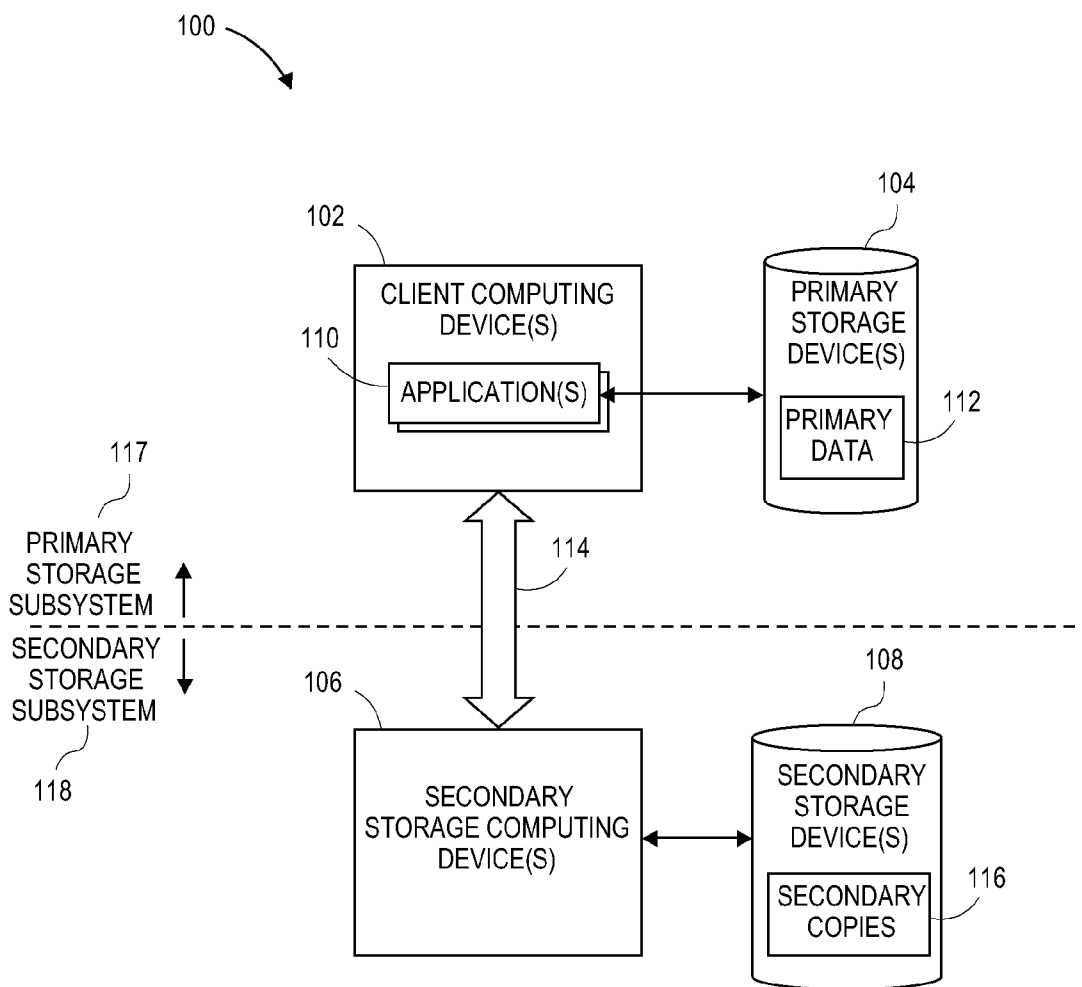 100
104
102
CLIENT COMPUTING
DEVICE(S)
PRIMARY
STORAGE
DEVICE(S)
110
APPLICATION(S)
PRIMARY
DATA
112
117
PRIMARY
STORAGE
SUBSYSTEM
114
SECONDARY
STORAGE
SUBSYSTEM
118
106
108
SECONDARY
STORAGE COMPUTING
DEVICE(S)
SECONDARY
STORAGE
DEVICE(S)
SECONDARY
COPIES
116